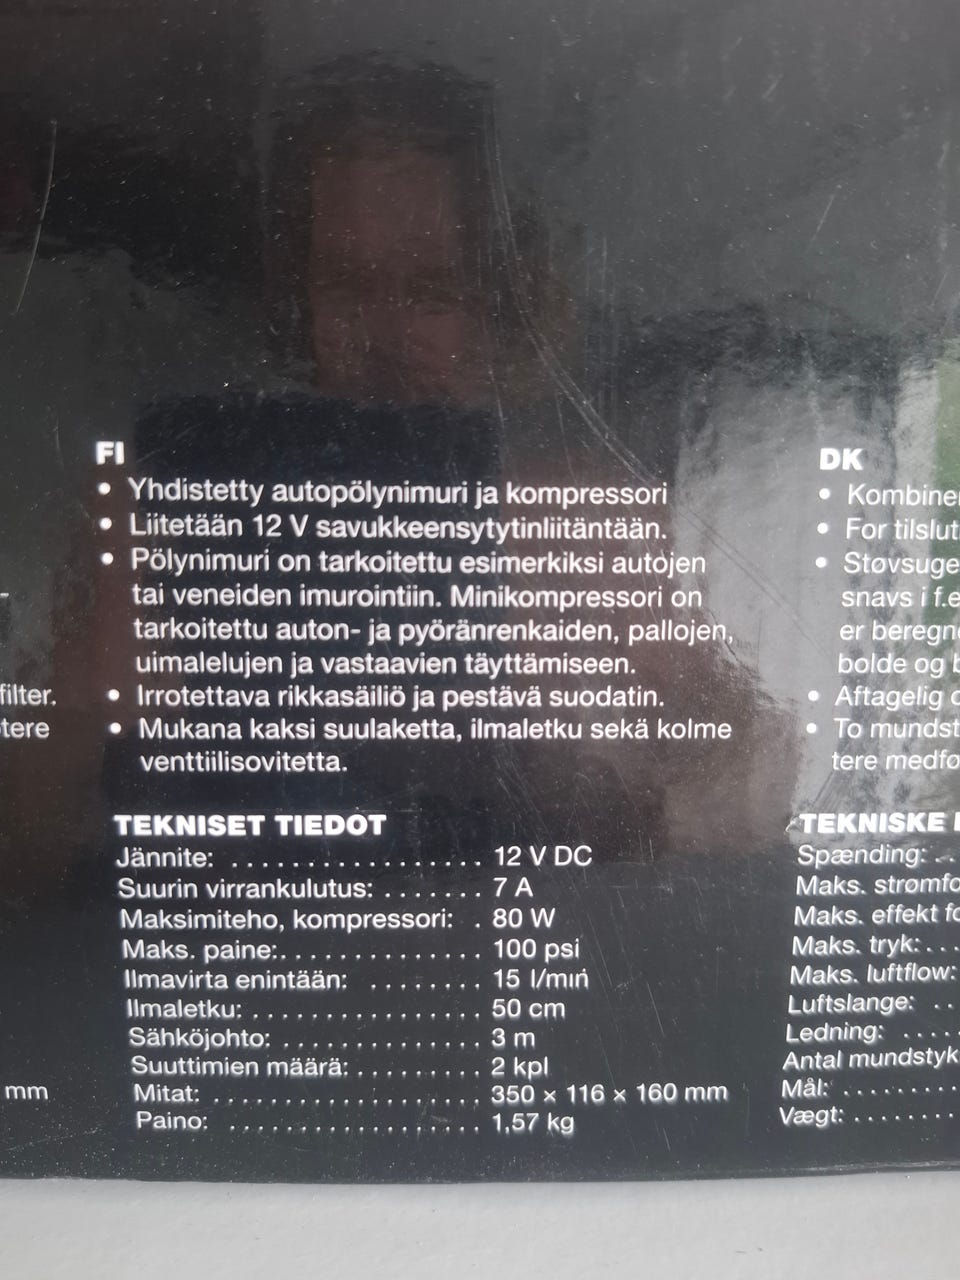 filter.
tere
mm
FI
• Yhdistetty autopölynimuri ja kompressori
• Liitetään 12 V savukkeensytytinliitäntään.
• Pölynimuri on tarkoitettu esimerkiksi autojen
tai veneiden imurointiin. Minikompressori on
tarkoitettu auton- ja pyöränrenkaiden, pallojen,
uimalelujen ja vastaavien täyttämiseen.
• Irrotettava rikkasäiliö ja pestävä suodatin.
• Mukana kaksi suulaketta, ilmaletku sekä kolme
venttiilisovitetta.
TEKNISET TIEDOT
Jännite: . . . . . . . . . . . . . . . . . 12 V DC
Suurin virrankulutus: . . . . . . . 7 A
Maksimiteho, kompressori: . 80 W
Maks. paine:. . . . . . . . . . . . . . 100 psi
Ilmavirta enintään: . . . . . . . . 15 l/min
Ilmaletku: . . . . . . . . . . . . . . . . 50 cm
Sähköjohto: . . . . . . . . . . . . . . 3 m
Suuttimien määrä: . . . . . . . . . 2 kpl
Mitat: . . . . . . . . . . . . . . . . . . . 350 × 116 × 160 mm
Paino: . . . . . . . . . . . . . . . . . . 1,57 kg
DK
• Kombine
• For tilslut
• Støvsuge
snavs i f.e
er beregne
bolde og b
• Aftagelig
• To mundst
tere medfø
TEKNISKE
Spænding: . .
Maks. strømfo
Maks. effekt fo
Maks. tryk: . . .
Maks. luftflow:
Luftslange: . .
Ledning: . . . .
Antal mundstyk
Mål: . . . . . . . .
Vægt: . . . . . . .